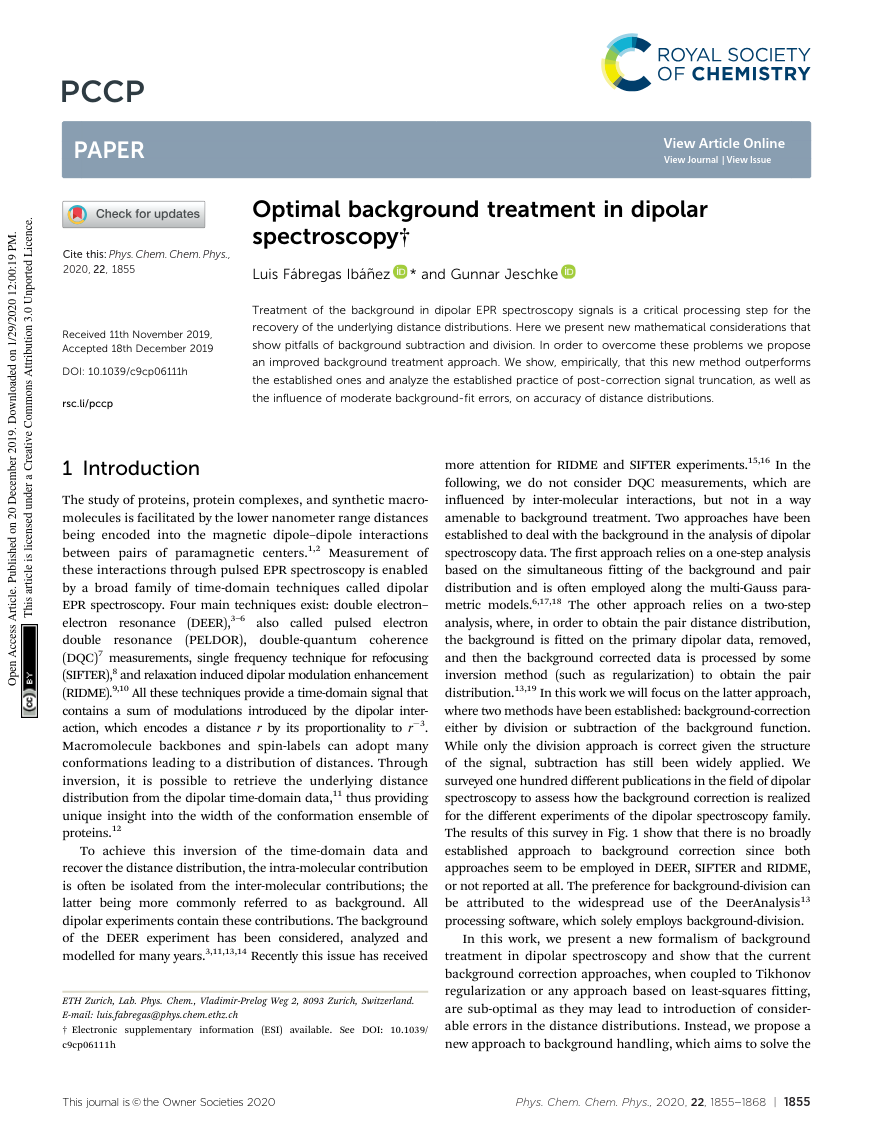 ROYAL SOCIETY
OF CHEMISTRY
PCCP
PAPER
View Article Online
View Journal | View Issue
Check for updates
Cite this: Phys. Chem. Chem. Phys.,
2020, 22, 1855
Received 11th November 2019,
Accepted 18th December 2019
DOI: 10.1039/c9cp06111h
rsc.li/pccp
Optimal background treatment in dipolar
spectroscopy†
Luis Fábregas Ibáñez iD * and Gunnar Jeschke iD
Treatment of the background in dipolar EPR spectroscopy signals is a critical processing step for the
recovery of the underlying distance distributions. Here we present new mathematical considerations that
show pitfalls of background subtraction and division. In order to overcome these problems we propose
an improved background treatment approach. We show, empirically, that this new method outperforms
the established ones and analyze the established practice of post-correction signal truncation, as well as
the influence of moderate background-fit errors, on accuracy of distance distributions.
1 Introduction
The study of proteins, protein complexes, and synthetic macro-
molecules is facilitated by the lower nanometer range distances
being encoded into the magnetic dipole–dipole interactions
between pairs of paramagnetic centers.1,2 Measurement of
these interactions through pulsed EPR spectroscopy is enabled
by a broad family of time-domain techniques called dipolar
EPR spectroscopy. Four main techniques exist: double electron–
electron resonance (DEER),3–6 also called pulsed electron
double resonance (PELDOR), double-quantum coherence
(DQC)7 measurements, single frequency technique for refocusing
(SIFTER),8 and relaxation induced dipolar modulation enhancement
(RIDME).9,10 All these techniques provide a time-domain signal that
contains a sum of modulations introduced by the dipolar inter-
action, which encodes a distance r by its proportionality to r−3.
Macromolecule backbones and spin-labels can adopt many
conformations leading to a distribution of distances. Through
inversion, it is possible to retrieve the underlying distance
distribution from the dipolar time-domain data,11 thus providing
unique insight into the width of the conformation ensemble of
proteins.12
To achieve this inversion of the time-domain data and
recover the distance distribution, the intra-molecular contribution
is often be isolated from the inter-molecular contributions; the
latter being more commonly referred to as background. All
dipolar experiments contain these contributions. The background
of the DEER experiment has been considered, analyzed and
modelled for many years.3,11,13,14 Recently this issue has received
ETH Zurich, Lab. Phys. Chem., Vladimir-Prelog Weg 2, 8093 Zurich, Switzerland.
E-mail: luis.fabregas@phys.chem.ethz.ch
† Electronic supplementary information (ESI) available. See DOI: 10.1039/
c9cp06111h
more attention for RIDME and SIFTER experiments.15,16 In the
following, we do not consider DQC measurements, which are
influenced by inter-molecular interactions, but not in a way
amenable to background treatment. Two approaches have been
established to deal with the background in the analysis of dipolar
spectroscopy data. The first approach relies on a one-step analysis
based on the simultaneous fitting of the background and pair
distribution and is often employed along the multi-Gauss para-
metric models.6,17,18 The other approach relies on a two-step
analysis, where, in order to obtain the pair distance distribution,
the background is fitted on the primary dipolar data, removed,
and then the background corrected data is processed by some
inversion method (such as regularization) to obtain the pair
distribution.13,19 In this work we will focus on the latter approach,
where two methods have been established: background-correction
either by division or subtraction of the background function.
While only the division approach is correct given the structure
of the signal, subtraction has still been widely applied. We
surveyed one hundred different publications in the field of dipolar
spectroscopy to assess how the background correction is realized
for the different experiments of the dipolar spectroscopy family.
The results of this survey in Fig. 1 show that there is no broadly
established approach to background correction since both
approaches seem to be employed in DEER, SIFTER and RIDME,
or not reported at all. The preference for background-division can
be attributed to the widespread use of the DeerAnalysis13
processing software, which solely employs background-division.
In this work, we present a new formalism of background
treatment in dipolar spectroscopy and show that the current
background correction approaches, when coupled to Tikhonov
regularization or any approach based on least-squares fitting,
are sub-optimal as they may lead to introduction of consider-
able errors in the distance distributions. Instead, we propose a
new approach to background handling, which aims to solve the
This journal is © the Owner Societies 2020
Phys. Chem. Chem. Phys., 2020, 22, 1855–1868 | 1855
Open Access Article. Published on 20 December 2019. Downloaded on 1/29/2020 12:00:19 PM.
This article is licensed under a Creative Commons Attribution 3.0 Unported Licence.
cc BY